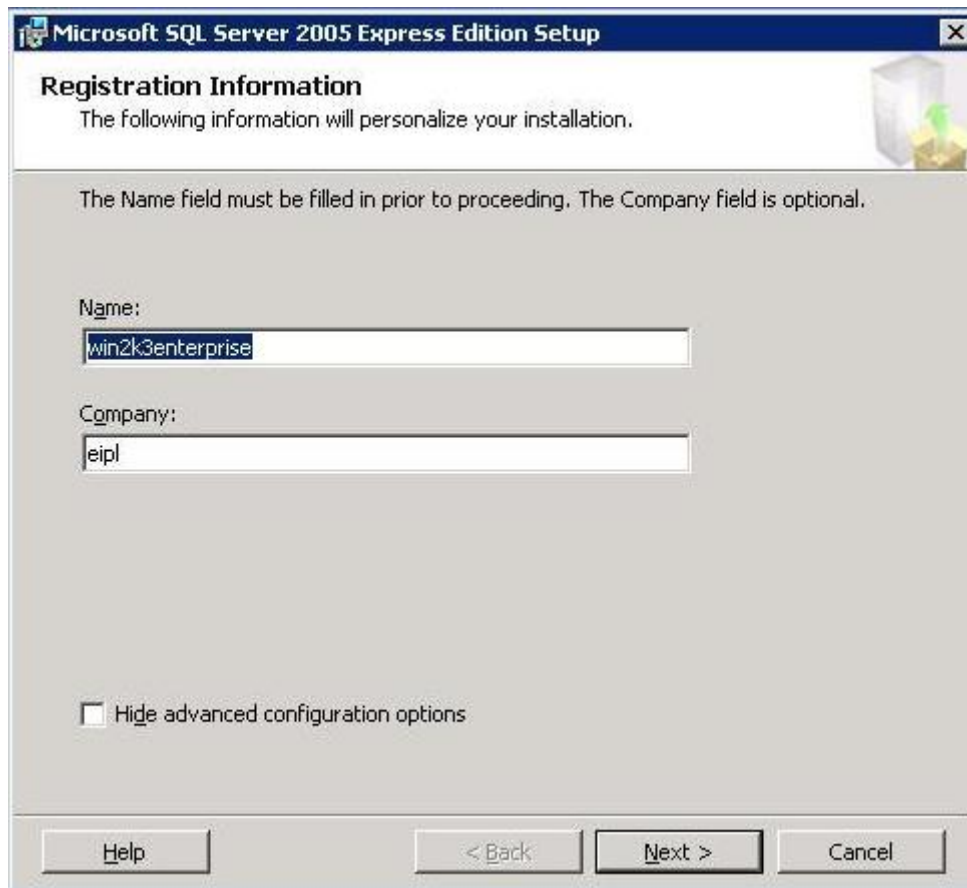 Microsoft SQL Server 2005 Express Edition Setup
Registration Information
The following information will personalize your installation.
The Name field must be filled in prior to proceeding. The Company field is optional.
Name:
win2k3enterprise
Company:
eipl
Hide advanced configuration options
Help
< Back
Next >
Cancel